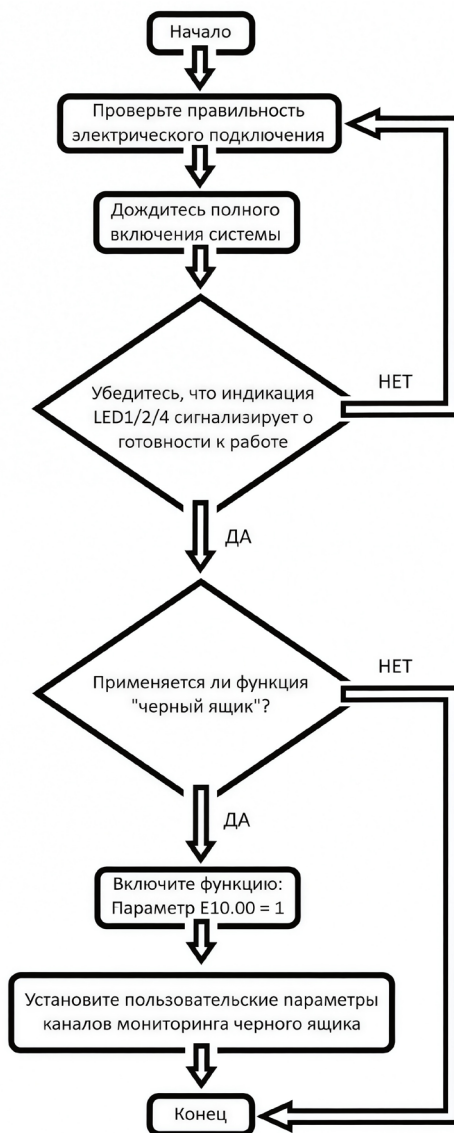 Начало
Проверьте правильность
электрического подключения
Дождитесь полного
включения системы
Убедитесь, что индикация
LED1/2/4 сигнализирует о
готовности к работе
НЕТ
ДА
Применяется ли функция
"черный ящик"?
НЕТ
ДА
Включите функцию:
Параметр E10.00 = 1
Установите пользовательские параметры
каналов мониторинга черного ящика
Конец